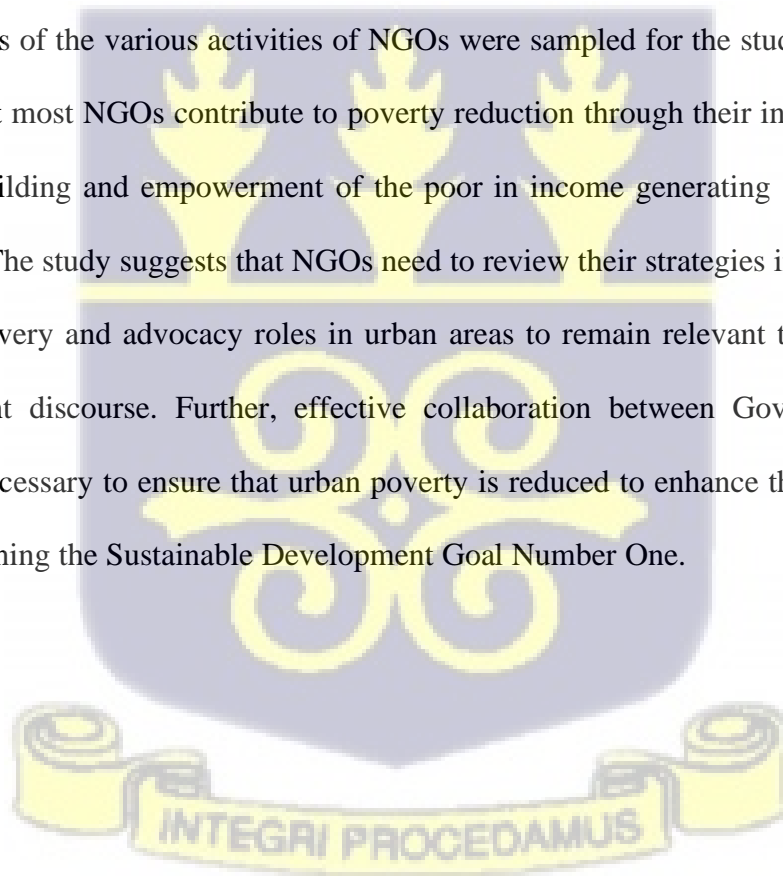 s of the various activities of NGOs were sampled for the stud
t most NGOs contribute to poverty reduction through their in
ilding and empowerment of the poor in income generating
The study suggests that NGOs need to review their strategies i
very and advocacy roles in urban areas to remain relevant t
nt discourse. Further, effective collaboration between Gov
cessary to ensure that urban poverty is reduced to enhance th
ning the Sustainable Development Goal Number One.
INTEGRI PROCEDAMUS